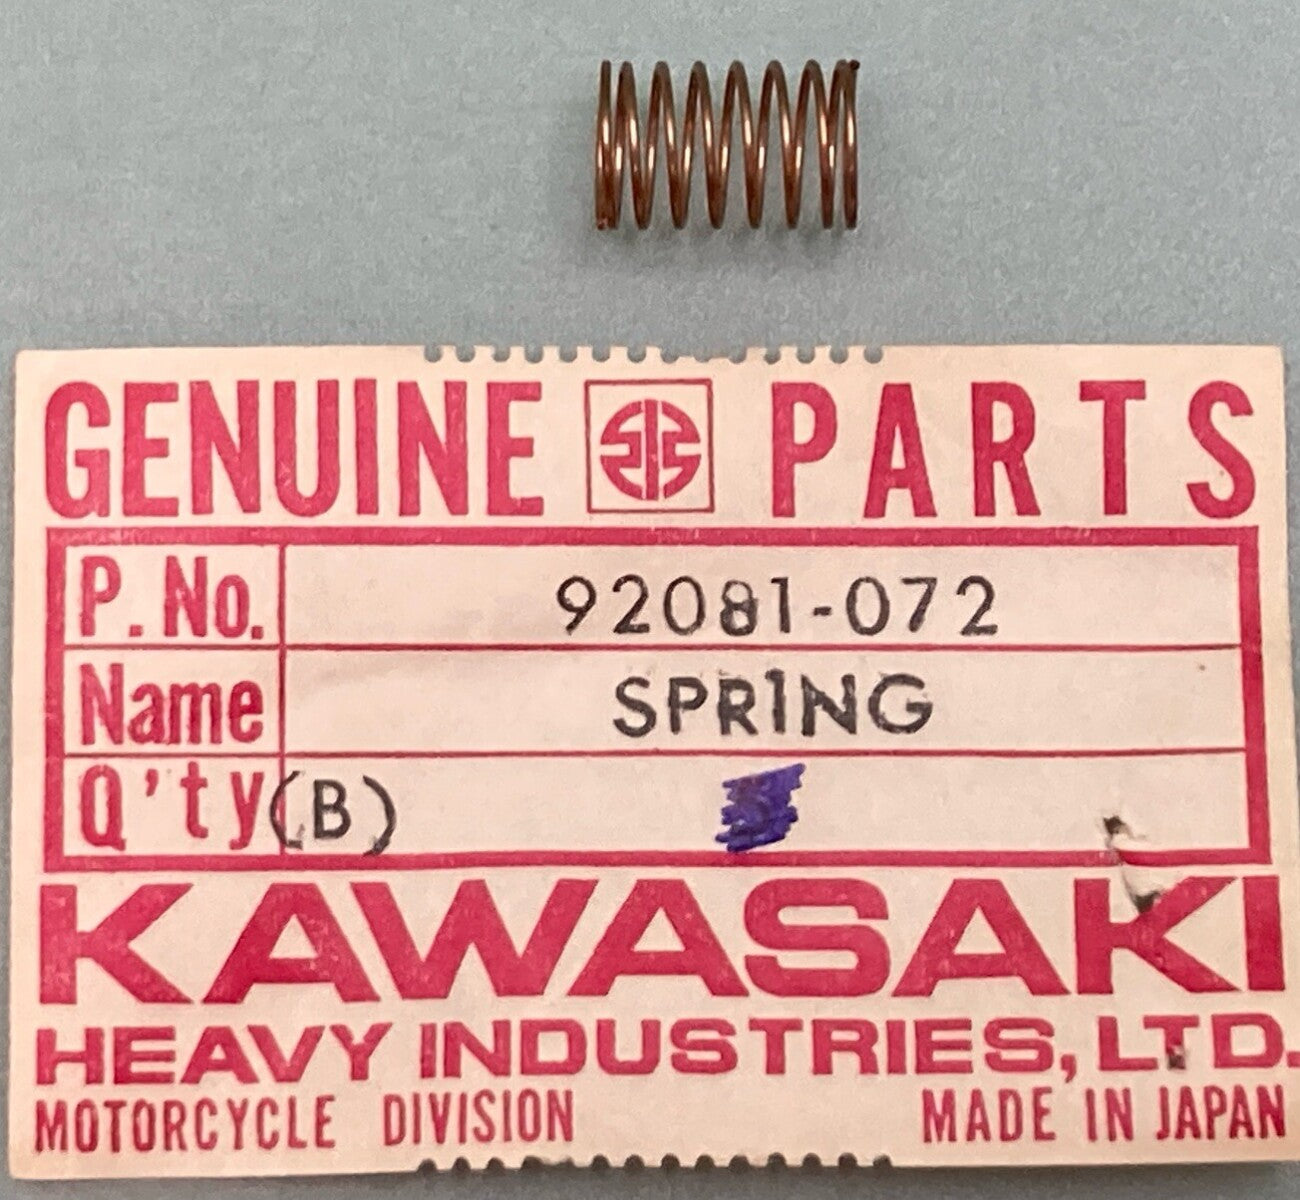 GENUINE PARTS
P. No. 92081-072
Name SPRING
Q'ty (B)
KAWASAKI
HEAVY INDUSTRIES, LTD.
MOTORCYCLE DIVISION MADE IN JAPAN